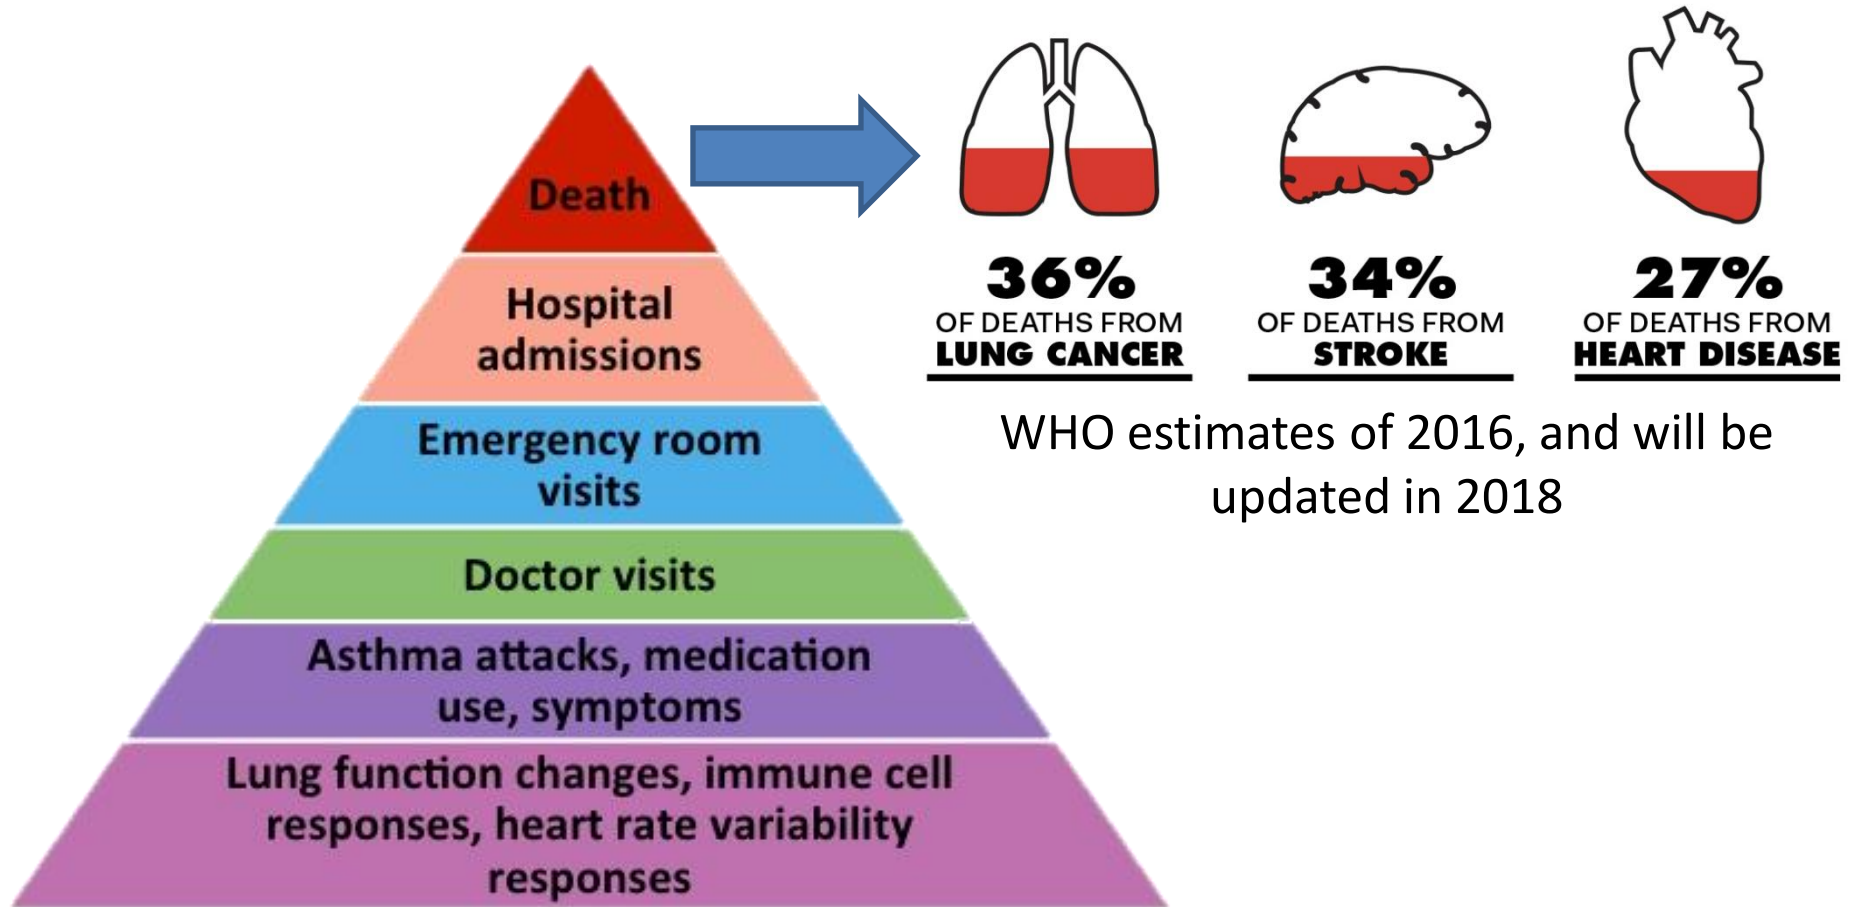 Death
Hospital
admissions
Emergency room
visits
Doctor visits
Asthma attacks, medication
use, symptoms
Lung function changes, immune cell
responses, heart rate variability
responses
36%
OF DEATHS FROM
LUNG CANCER
34%
OF DEATHS FROM
STROKE
27%
OF DEATHS FROM
HEART DISEASE
WHO estimates of 2016, and will be
updated in 2018